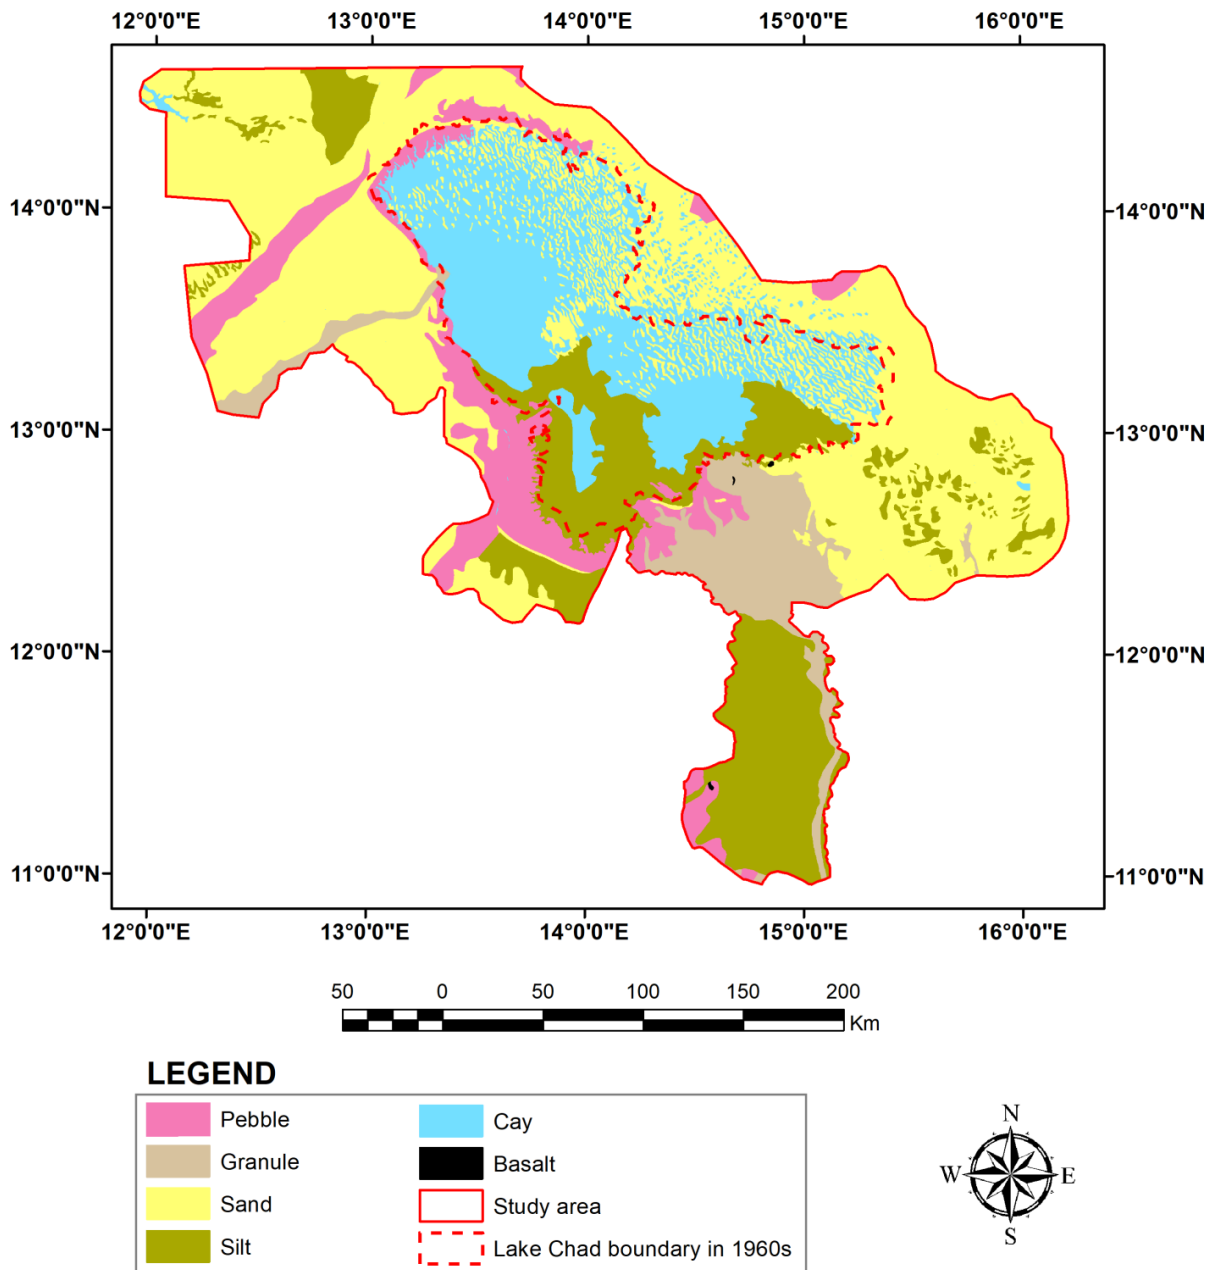 12°0'0"E 13°0'0"E 14°0'0"E 15°0'0"E 16°0'0"E
14°0'0"N 14°0'0"N
13°0'0"N 13°0'0"N
12°0'0"N 12°0'0"N
11°0'0"N 11°0'0"N
12°0'0"E 13°0'0"E 14°0'0"E 15°0'0"E 16°0'0"E
50 0 50 100 150 200
Km
LEGEND
Pebble
Granule
Sand
Silt
Cay
Basalt
Study area
Lake Chad boundary in 1960s
N
W E
S